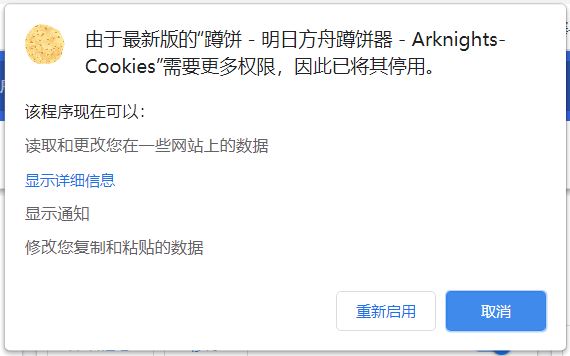 由于最新版的“蹲饼 - 明日方舟蹲饼器 - Arknights-
Cookies”需要更多权限，因此已将其停用。
该程序现在可以：
读取和更改您在一些网站上的数据
显示详细信息
显示通知
修改您复制和粘贴的数据
重新启用
取消